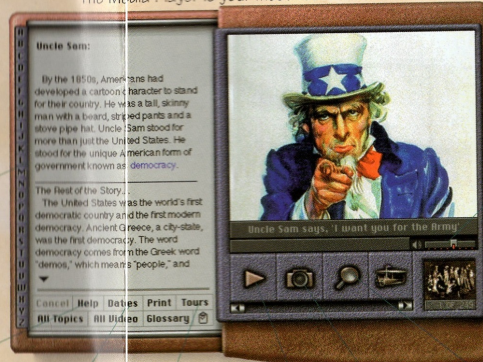 Uncle Sam:
By the 1850s, Americans had
developed a cartoon character to stand
for their country. He was a tall, skinny
man with a beard, striped pants and a
stove pipe hat. Uncle Sam stood for
more than just the United States. He
stood for the unique American form of
government known as democracy.
The Rest of the Story...
The United States was the world's first
democratic country and the first modern
democracy. Ancient Greece, a city-state,
was the first democracy. The word
democracy comes from the Greek word
"demos," which means "people," and
Cancel Help Dates Print Tours
All Topics All Video Glossary
Uncle Sam says, 'I want you for the Army'